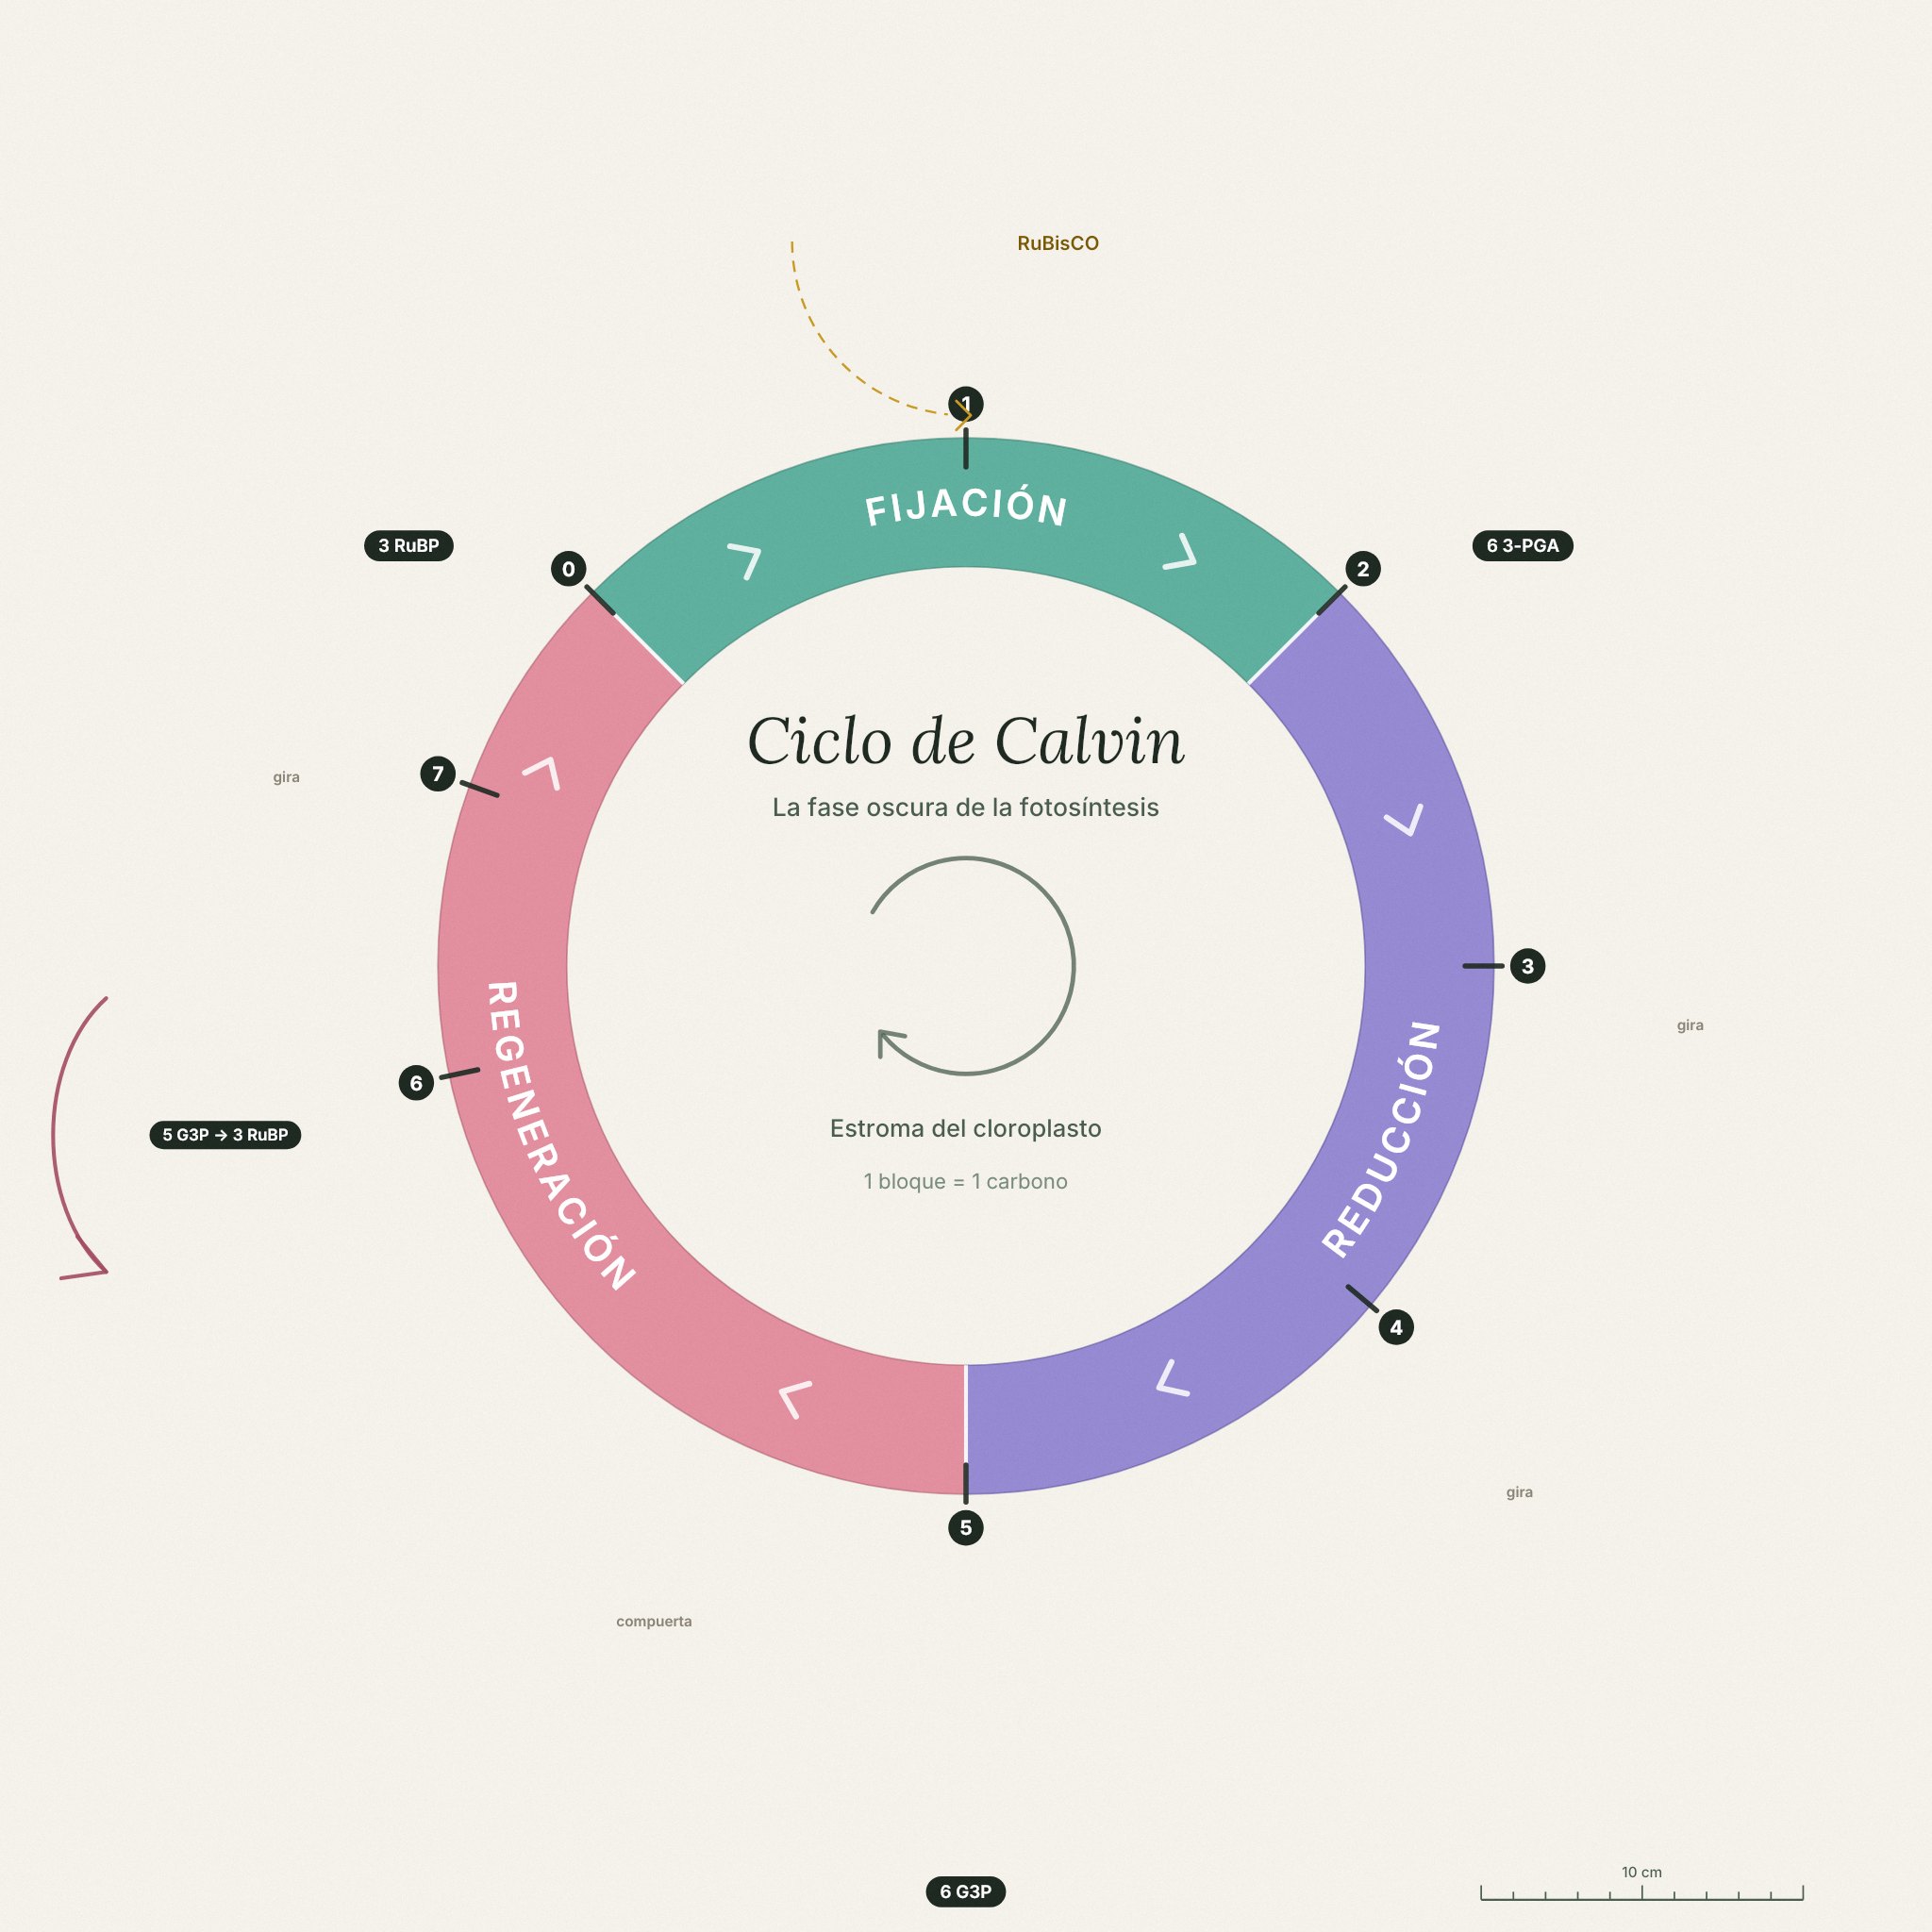 RuBisCO
1
FIJACIÓN
3 RuBP
6 3-PGA
0
2
Ciclo de Calvin
7
gira
La fase oscura de la fotosíntesis
3
REGENERACIÓN
gira
REDUCCIÓN
6
5 G3P → 3 RuBP
Estroma del cloroplasto
1 bloque = 1 carbono
4
gira
5
compuerta
10 cm
6 G3P